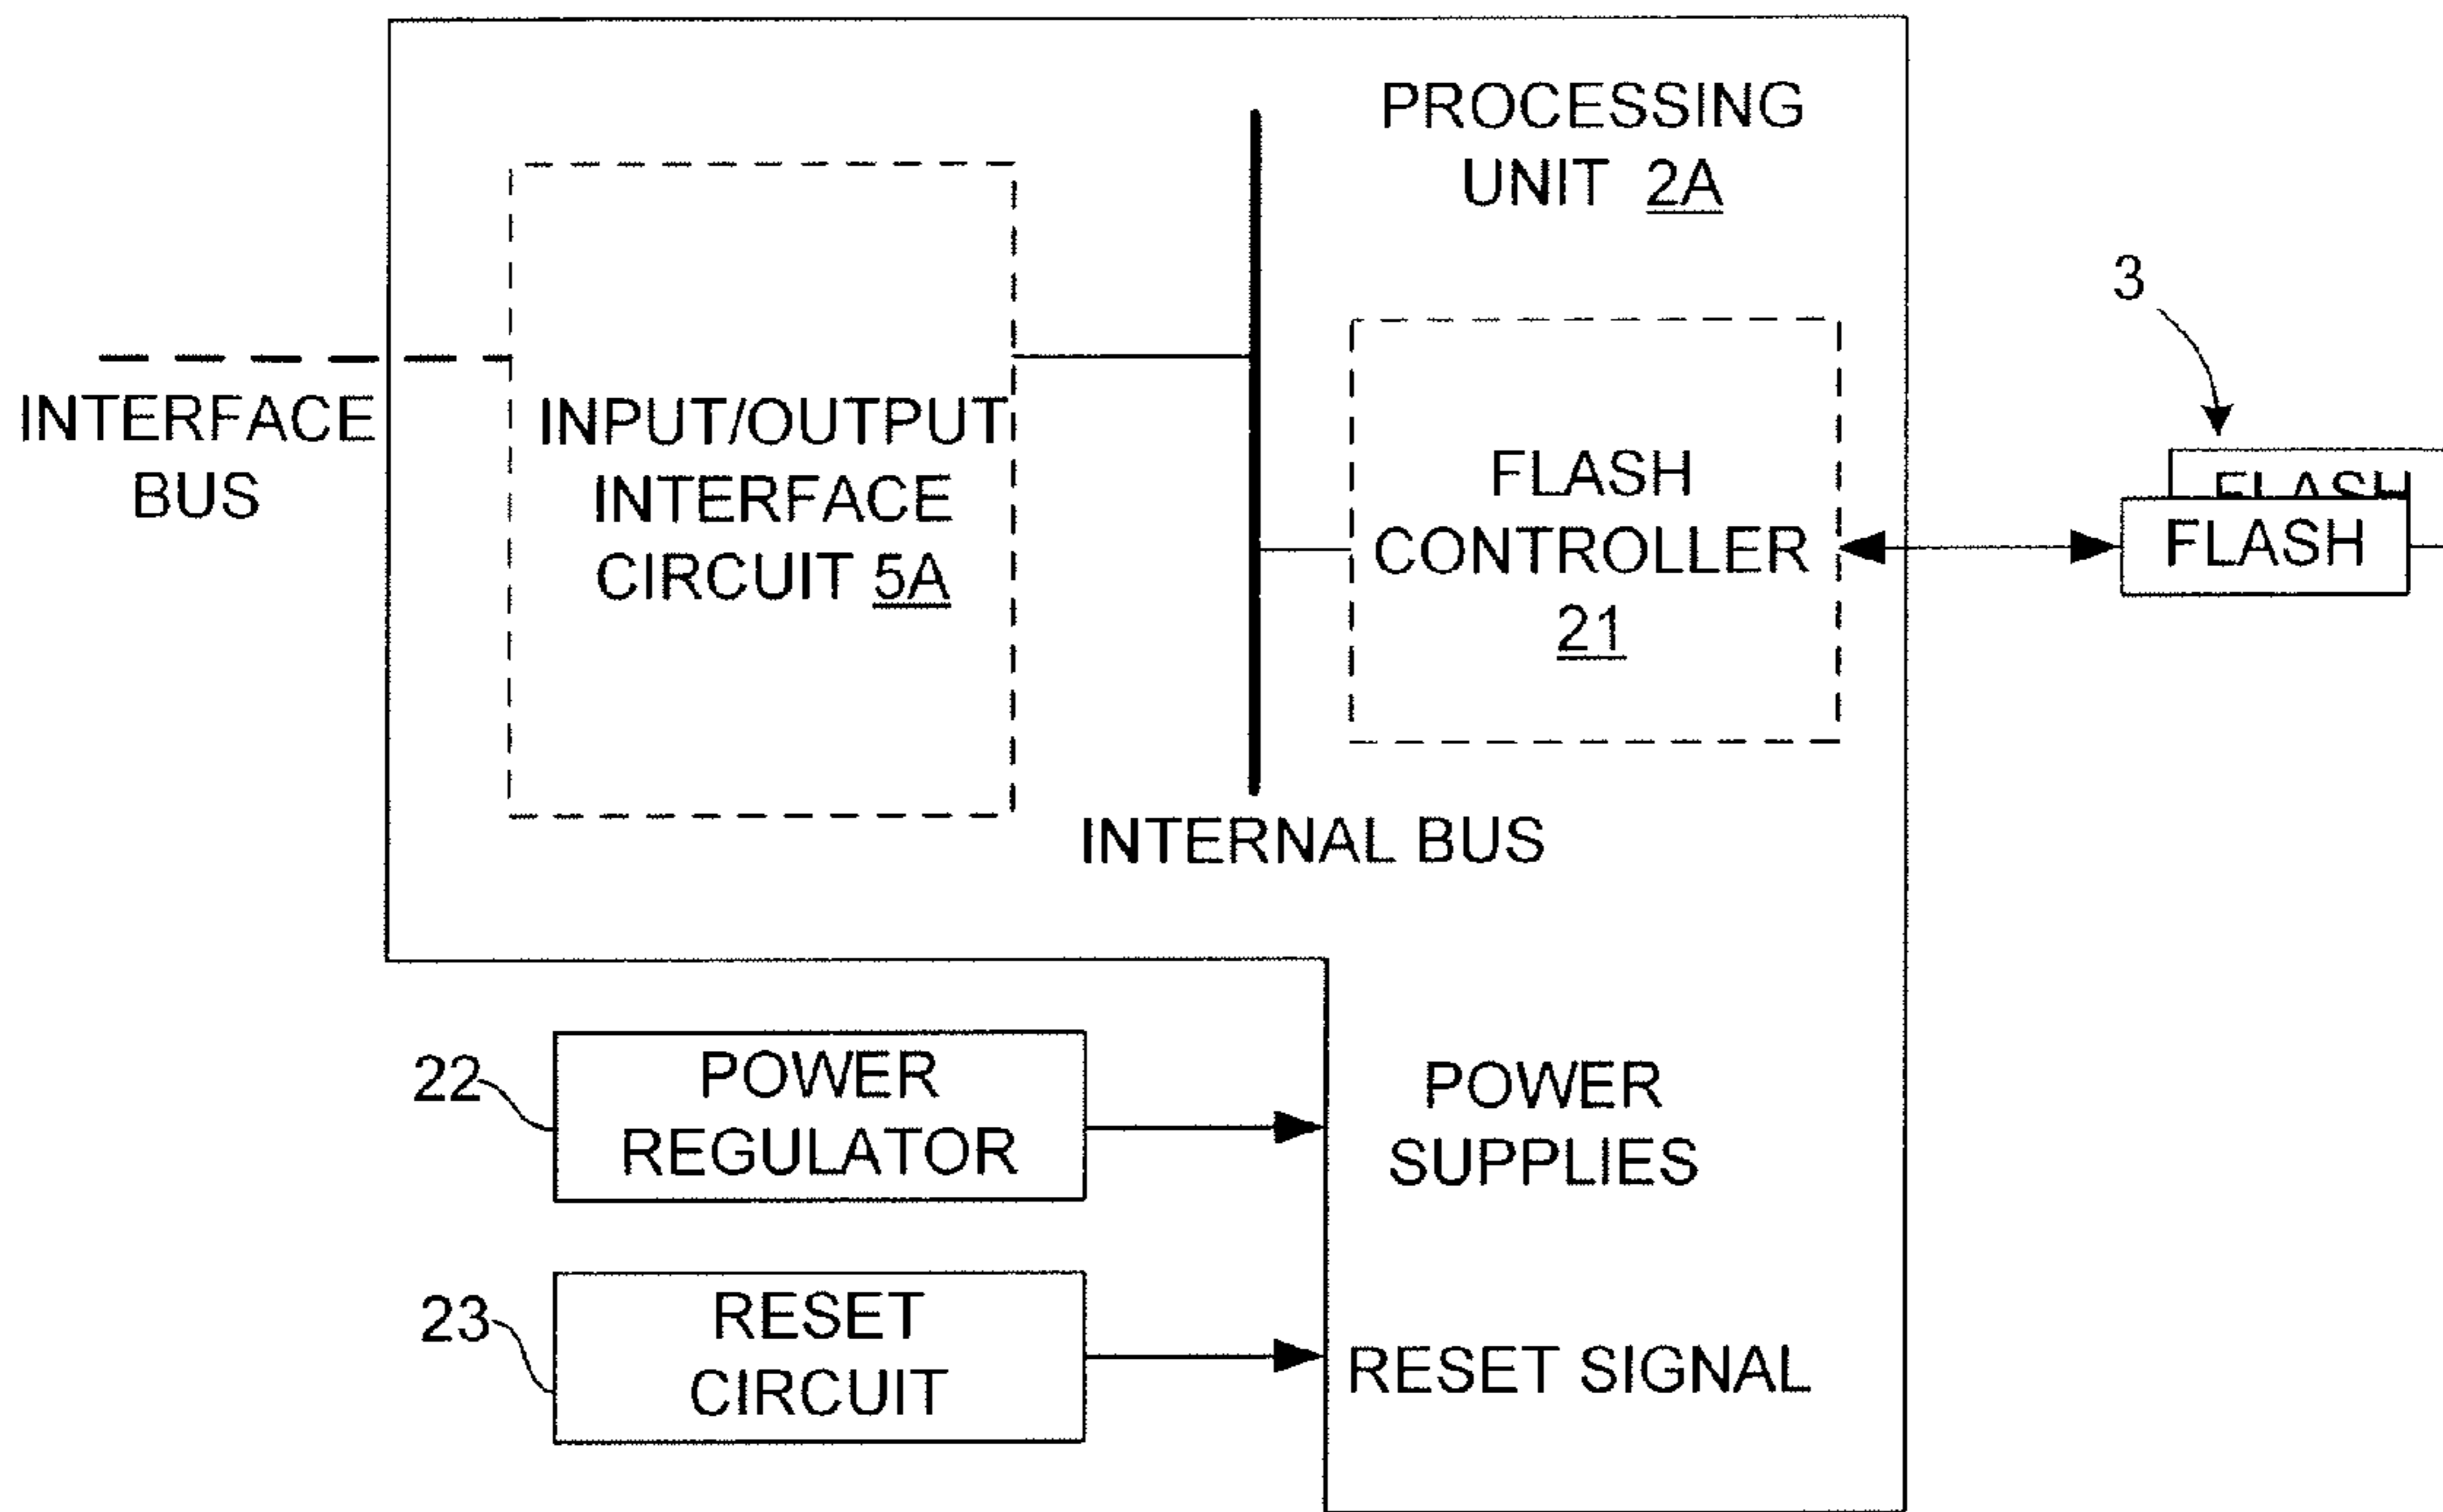 PROCESSING
UNIT 2A
3
INTERFACE
BUS
INPUT/OUTPUT
INTERFACE
CIRCUIT 5A
FLASH
CONTROLLER
21
FLASH
FLASH
INTERNAL BUS
22
POWER
REGULATOR
POWER
SUPPLIES
23
RESET
CIRCUIT
RESET SIGNAL